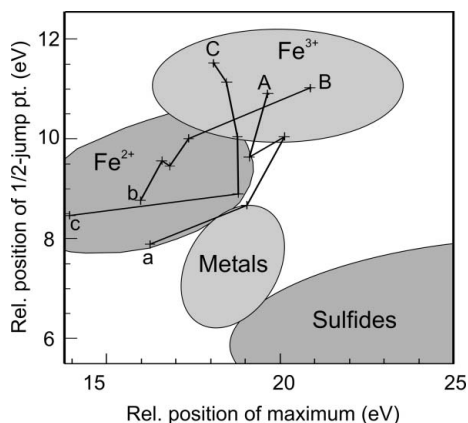 12
10
8
6
Rel. position of 1/2-jump pt. (eV)
C
Fe3+
A
B
Fe2+
b
c
a
Metals
Sulfides
15
20
25
Rel. position of maximum (eV)